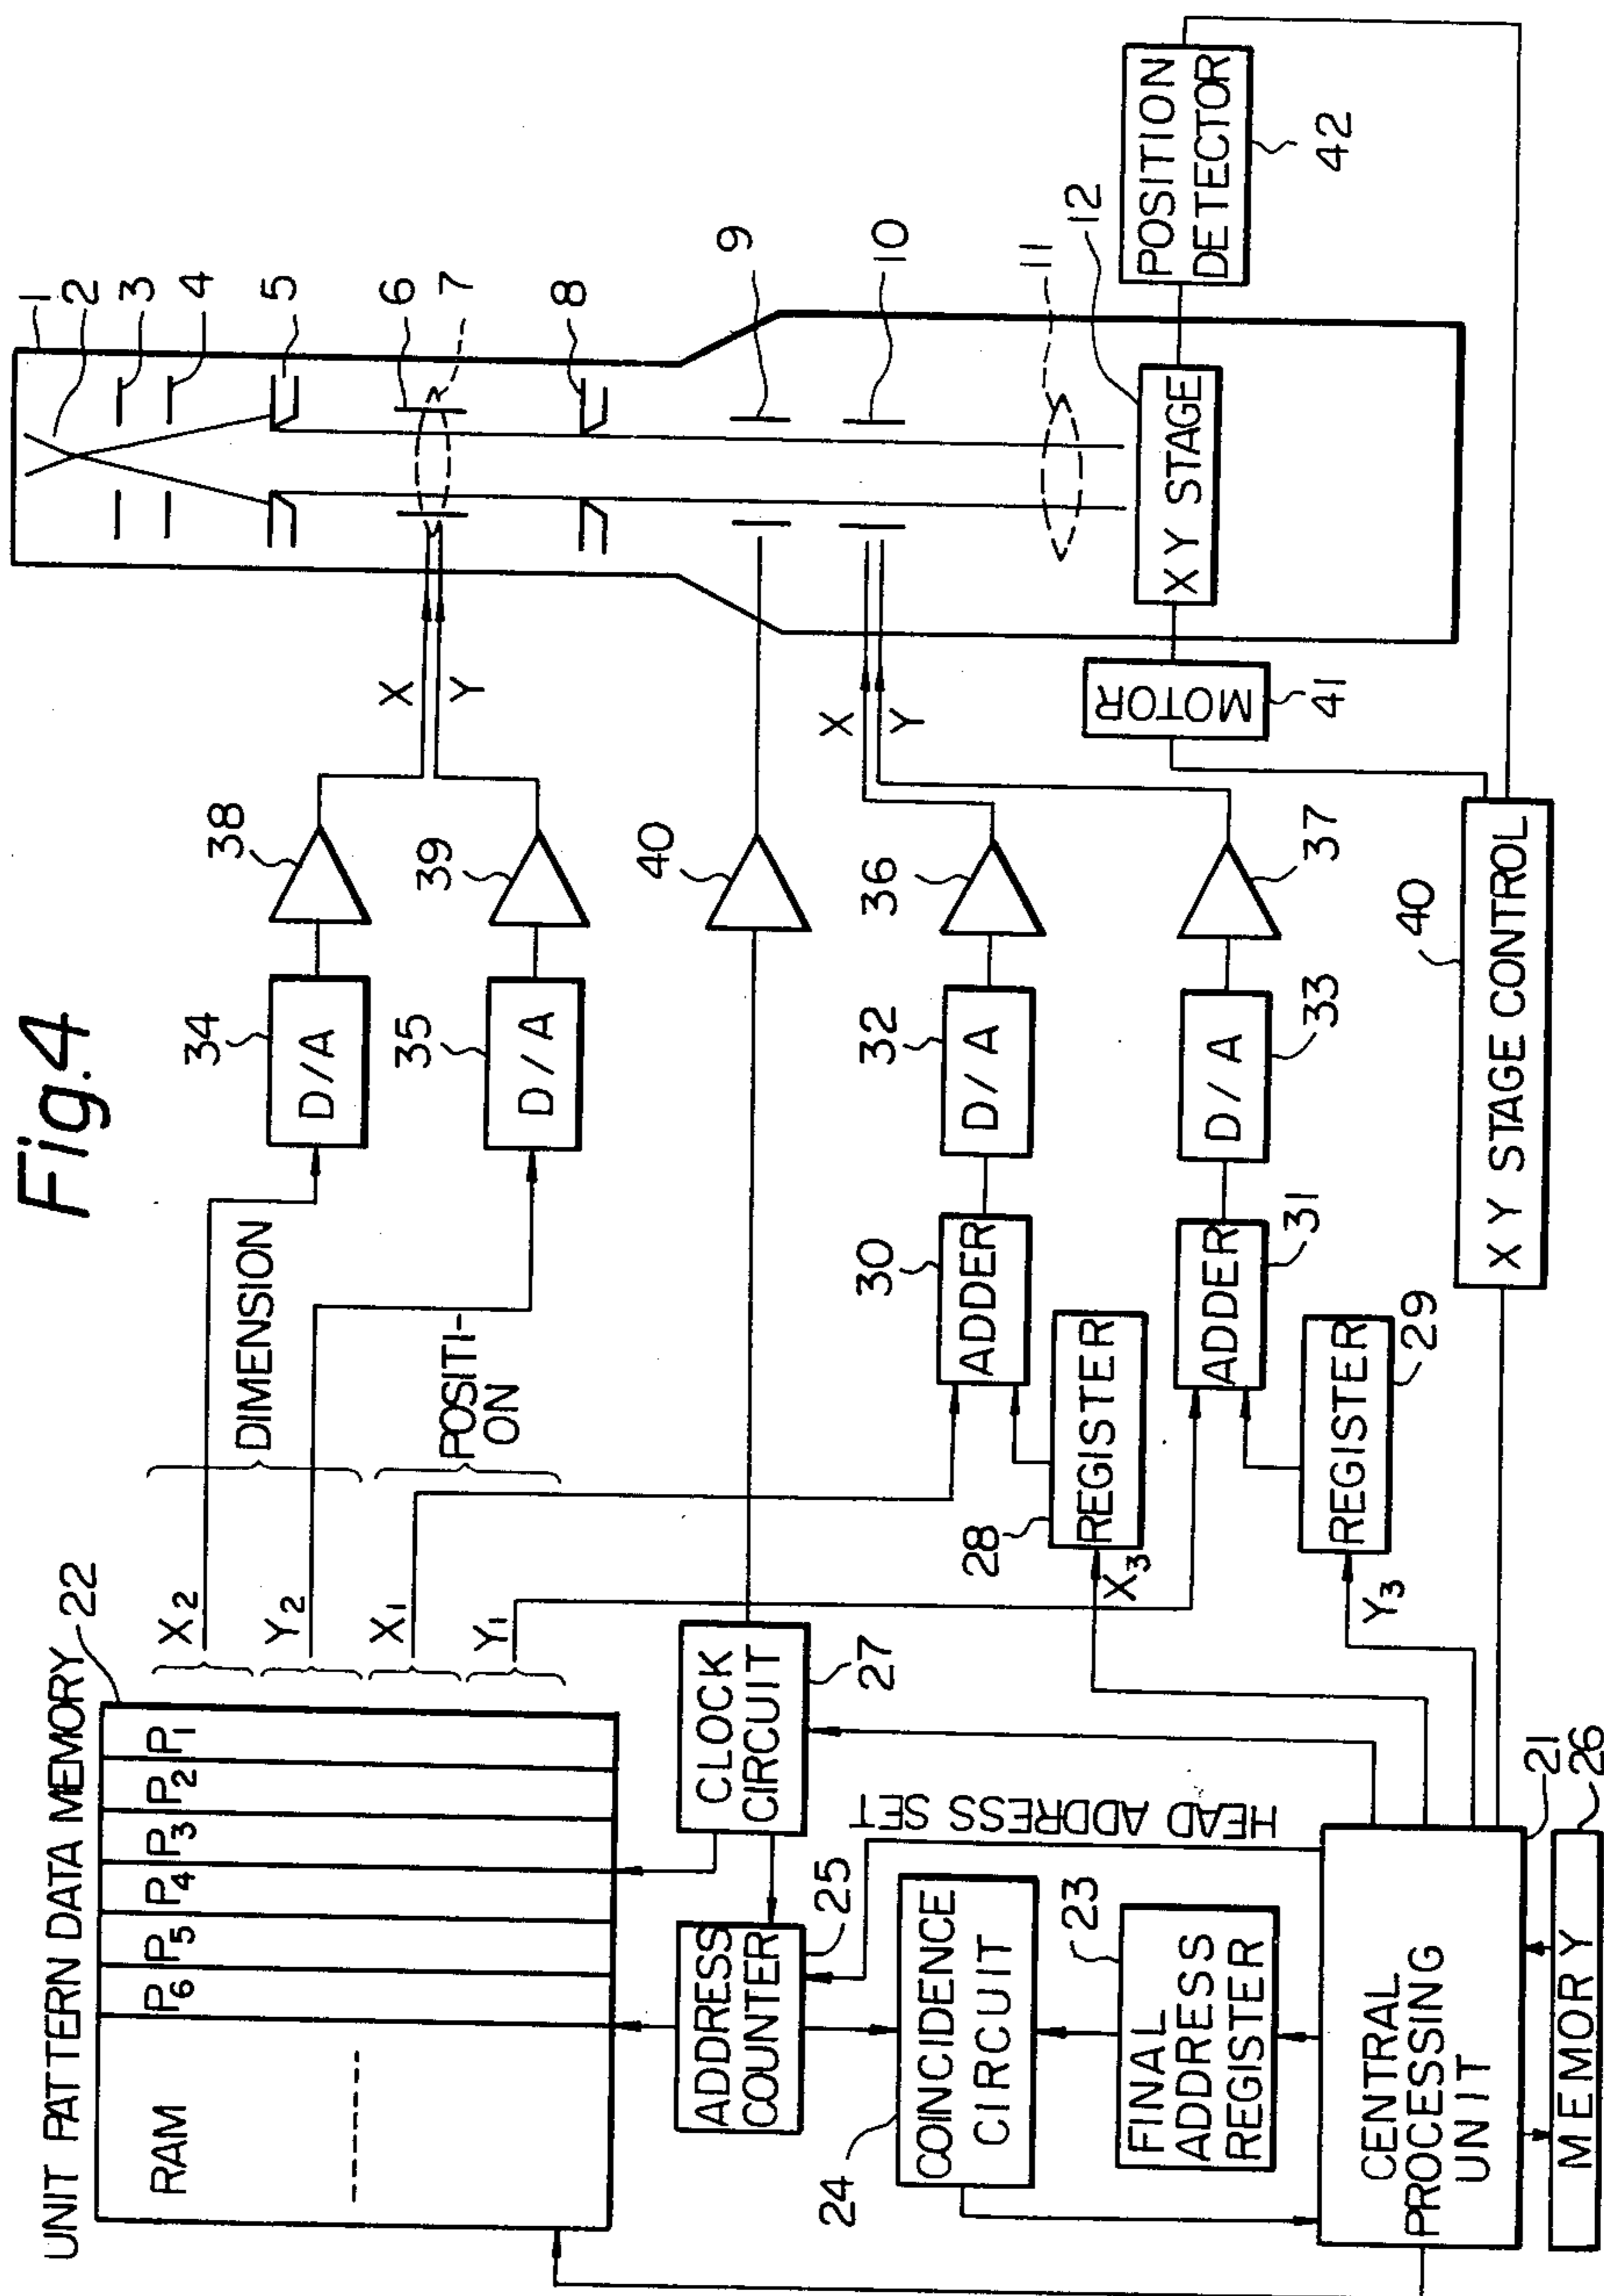 Fig.4
UNIT PATTERN DATA MEMORY
22
RAM
P6
P5
P4
P3
P2
P1
X2
Y2
X1
Y1
DIMENSION
POSITI-
ON
34
D/A
38
35
D/A
39
X
Y
1
2
3
4
5
6
7
8
9
10
11
12
ADDRESS
COUNTER
25
CLOCK
CIRCUIT
27
40
COINCIDENCE
CIRCUIT
24
HEAD ADDRESS SET
FINAL
ADDRESS
REGISTER
23
REGISTER
28
X3
ADDER
30
D/A
32
36
X
Y
REGISTER
29
Y3
ADDER
31
D/A
33
37
MOTOR
41
X Y STAGE
POSITION
DETECTOR
42
CENTRAL
PROCESSING
UNIT
21
MEMORY
26
X Y STAGE CONTROL
40